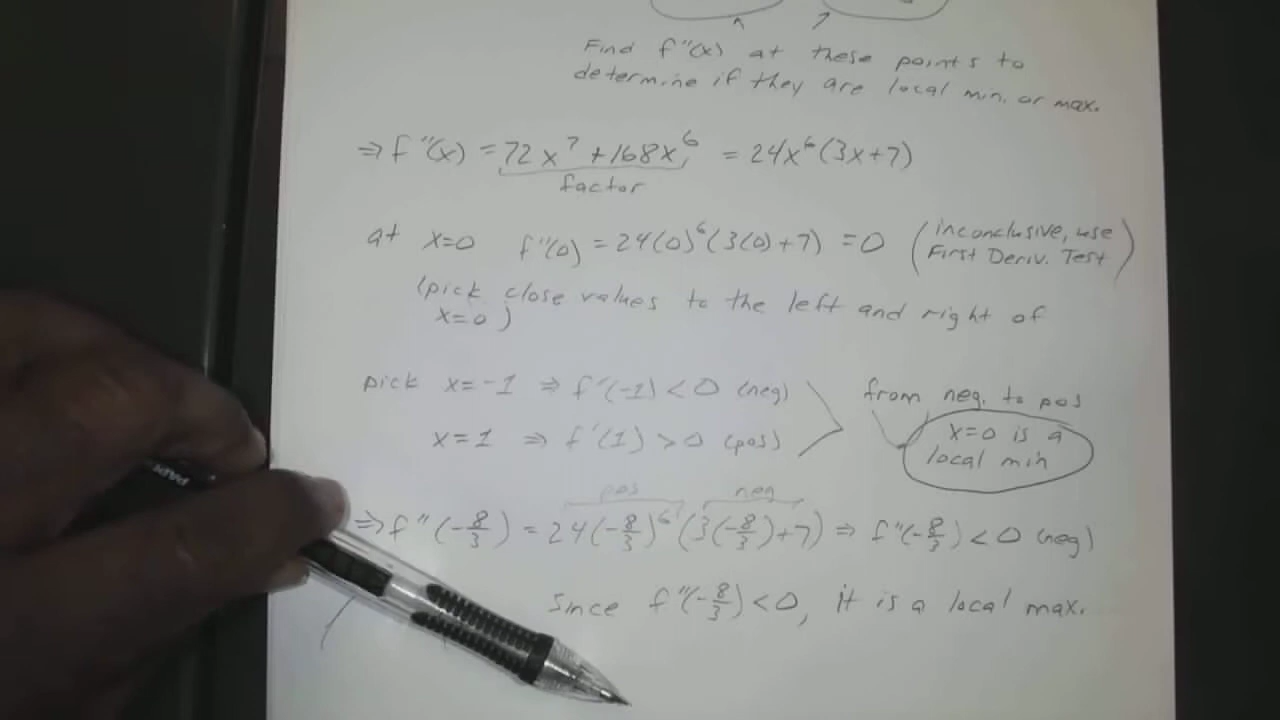 Find f"(x) at these points to
determine if they are local min. or max.
⇒ f"(x) = 72x⁷ + 168x⁶ = 24x⁶(3x+7)
factor
at x=0 f"(0) = 24(0)⁶(3(0)+7) = 0 (inconclusive, use
First Deriv. Test)
(pick close values to the left and right of
x=0)
pick x=-1 ⇒ f'(-1) < 0 (neg)
from neg. to pos
x=1 ⇒ f'(1) > 0 (pos)
x=0 is a
local min
pos neg
⇒ f"(-8/3) = 24(-8/3)⁶(3(-8/3)+7) ⇒ f"(-8/3) < 0 (neg)
Since f"(-8/3) < 0, it is a local max.